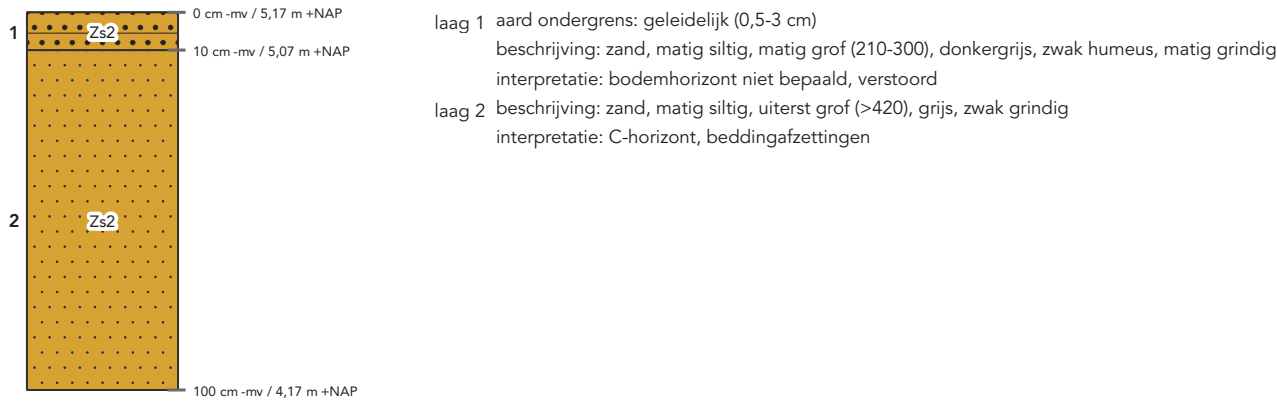 0 cm -mv / 5,17 m +NAP
1
Zs2
10 cm -mv / 5,07 m +NAP
2
Zs2
100 cm -mv / 4,17 m +NAP
laag 1 aard ondergrens: geleidelijk (0,5-3 cm)
beschrijving: zand, matig siltig, matig grof (210-300), donkergrijs, zwak humeus, matig grindig
interpretatie: bodemhorizont niet bepaald, verstoord
laag 2 beschrijving: zand, matig siltig, uiterst grof (>420), grijs, zwak grindig
interpretatie: C-horizont, beddingafzettingen